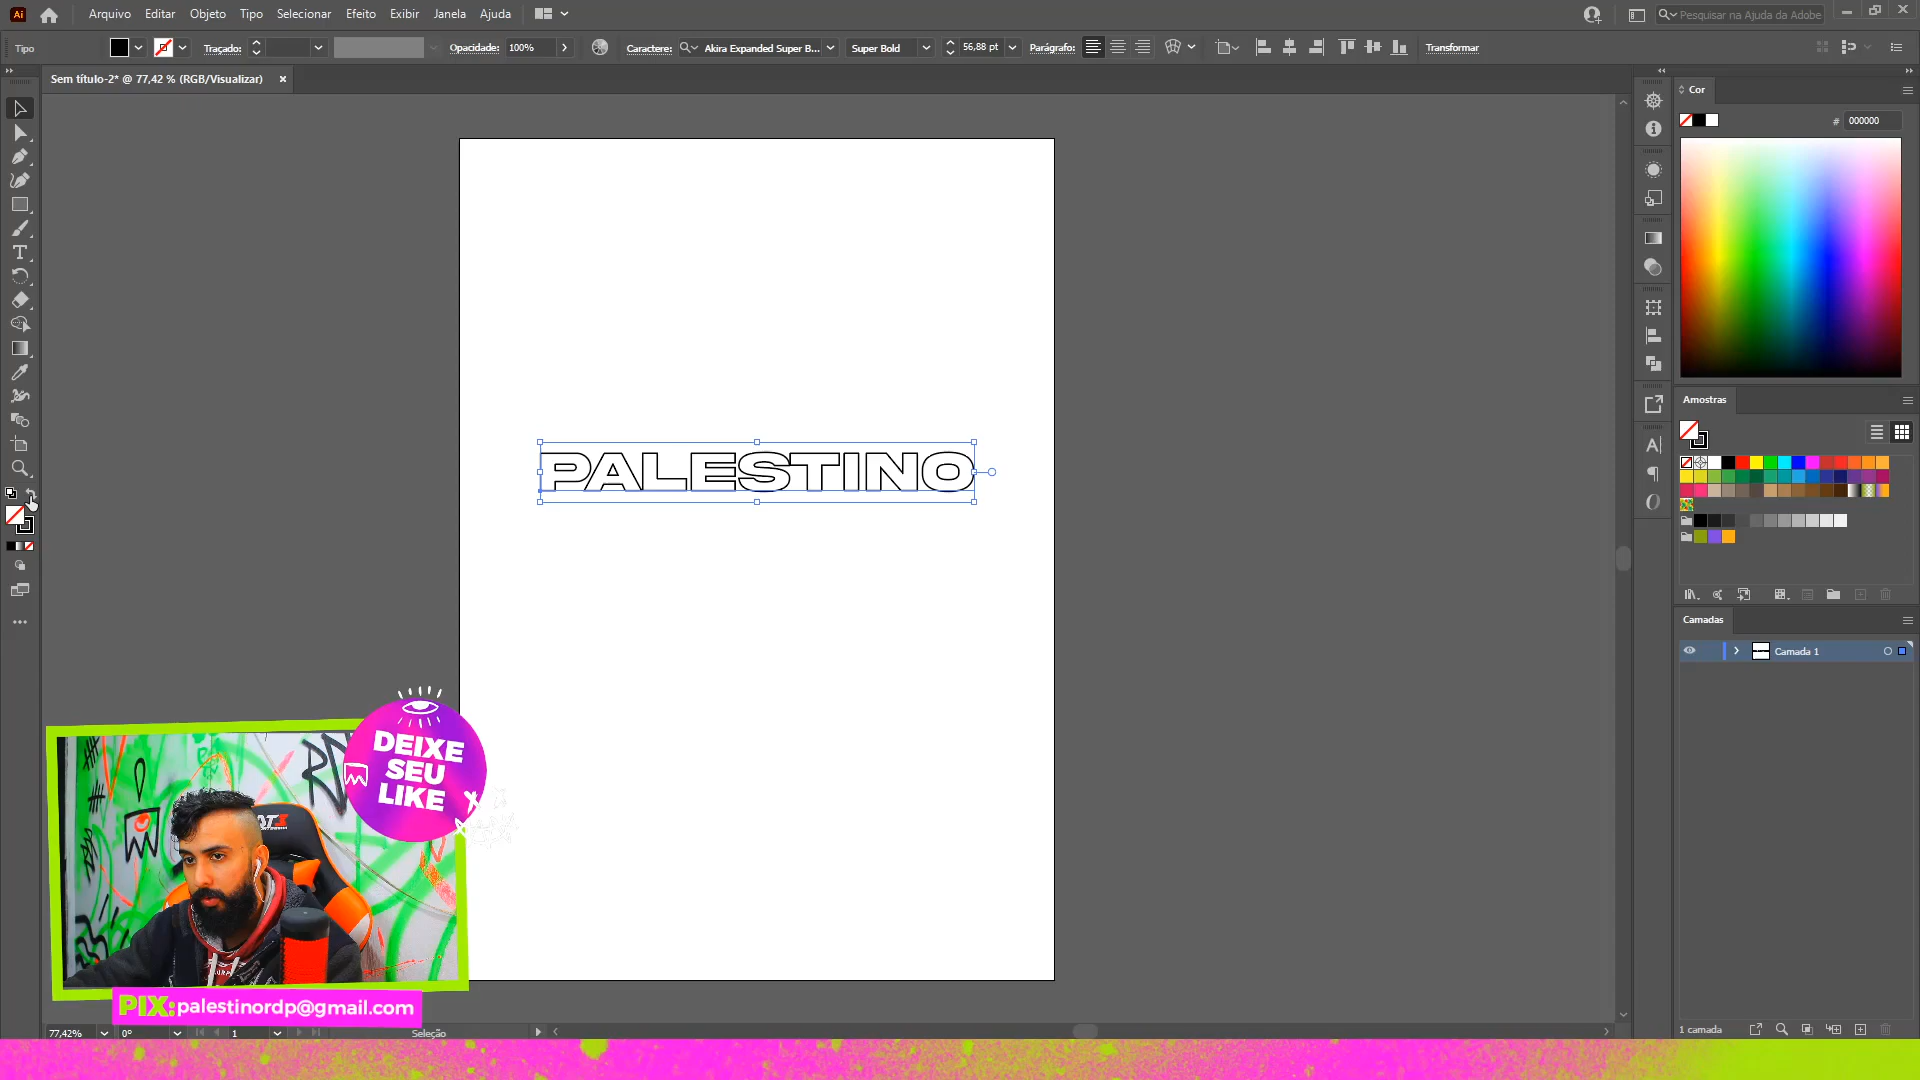 Ai
Arquivo Editar Objeto Tipo Selecionar Efeito Exibir Janela Ajuda
Pesquisar na Ajuda da Adobe
Tipo
Traçado:
Opacidade: 100%
Caractere: Akira Expanded Super B... Super Bold 56,88 pt
Parágrafo:
Transformar
Sem título-2* @ 77,42 % (RGB/Visualizar)
Cor
# 000000
PALESTINO
Amostras
Camadas
Camada 1
DEIXE
SEU
LIKE
PIX:palestinordp@gmail.com
77,42% 0° 1 Seleção
1 camada